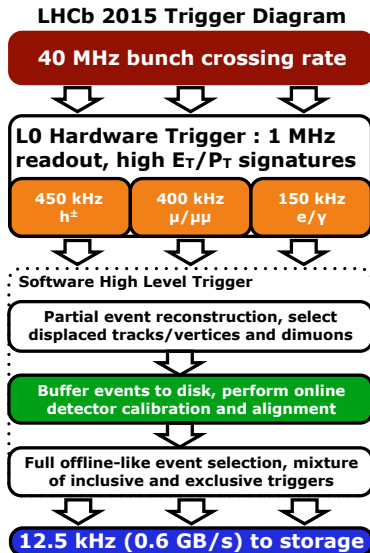 LHCb 2015 Trigger Diagram
40 MHz bunch crossing rate
L0 Hardware Trigger : 1 MHz
readout, high Eᴛ/Pᴛ signatures
450 kHz
h±
400 kHz
μ/μμ
150 kHz
e/γ
Software High Level Trigger
Partial event reconstruction, select
displaced tracks/vertices and dimuons
Buffer events to disk, perform online
detector calibration and alignment
Full offline-like event selection, mixture
of inclusive and exclusive triggers
12.5 kHz (0.6 GB/s) to storage